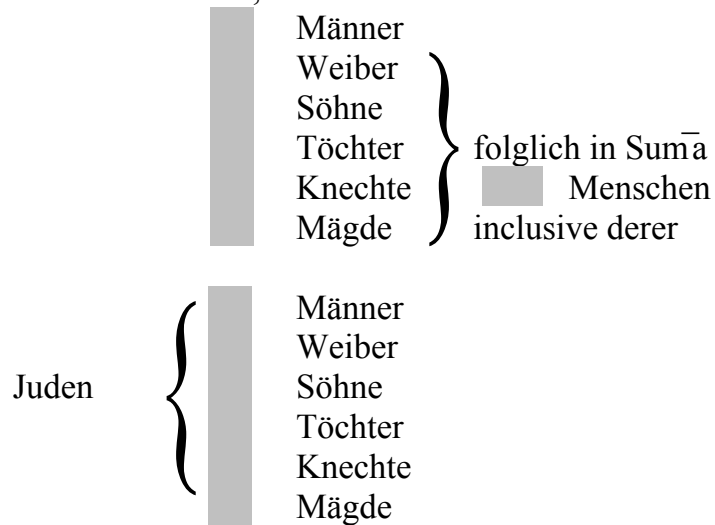 Männer
Weiber
Söhne
Töchter folglich in Sum̅a
Knechte Menschen
Mägde inclusive derer
Männer
Weiber
Juden Söhne
Töchter
Knechte
Mägde